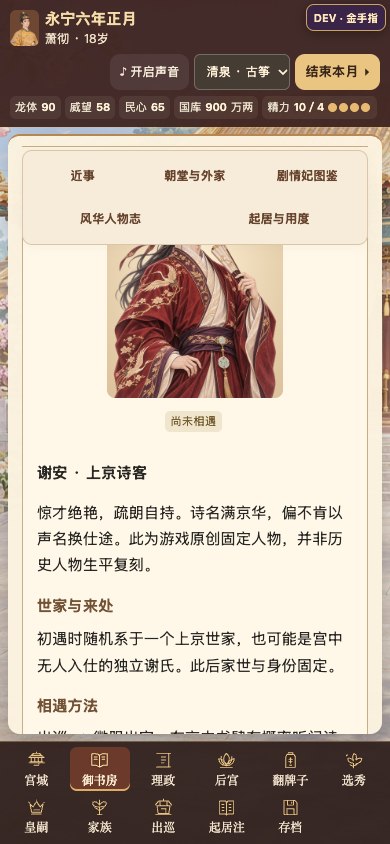 永宁六年正月
萧彻 · 18岁
DEV · 金手指
♪ 开启声音
清泉 · 古筝
结束本月
龙体 90
威望 58
民心 65
国库 900 万两
精力 10 / 4
近事
朝堂与外家
剧情妃图鉴
风华人物志
起居与用度
尚未相遇
谢安 · 上京诗客
惊才绝艳，疏朗自持。诗名满京华，偏不肯以
声名换仕途。此为游戏原创固定人物，并非历
史人物生平复刻。
世家与来处
初遇时随机系于一个上京世家，也可能是宫中
无人入仕的独立谢氏。此后家世与身份固定。
相遇方法
宫城
御书房
理政
后宫
翻牌子
选秀
皇嗣
家族
出巡
起居注
存档